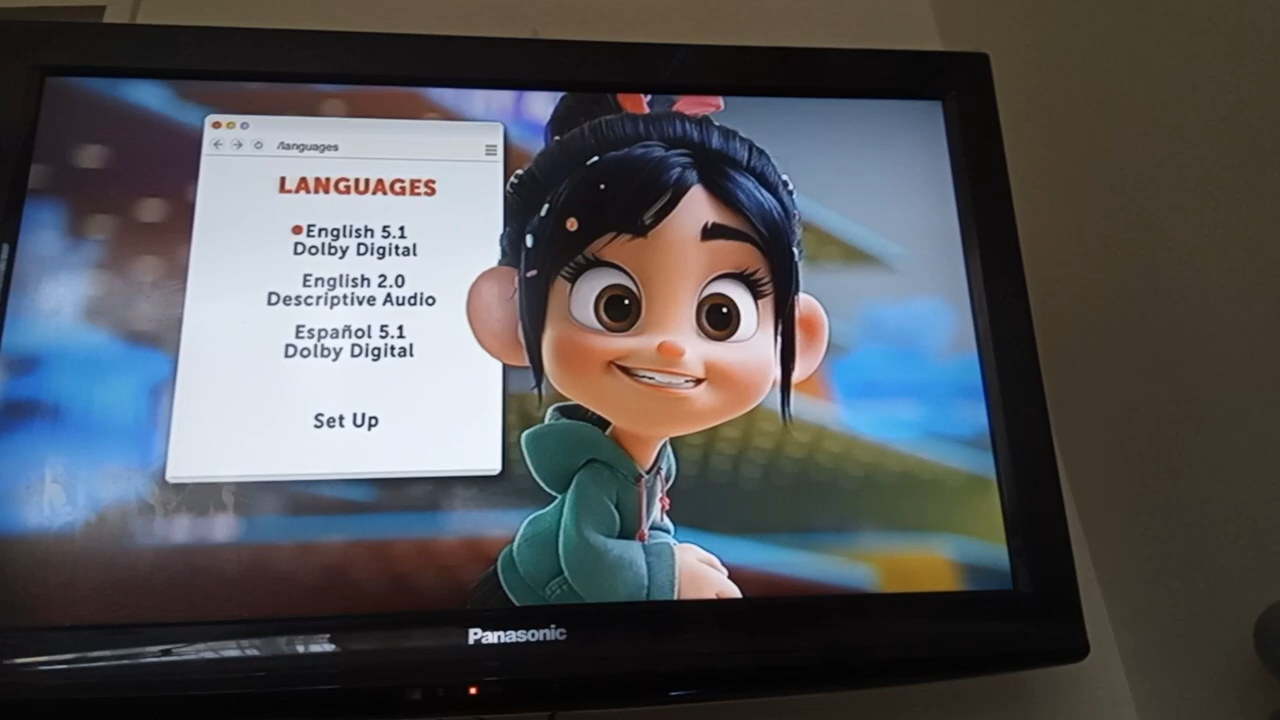 /languages
LANGUAGES
English 5.1
Dolby Digital
English 2.0
Descriptive Audio
Español 5.1
Dolby Digital
Set Up
Panasonic